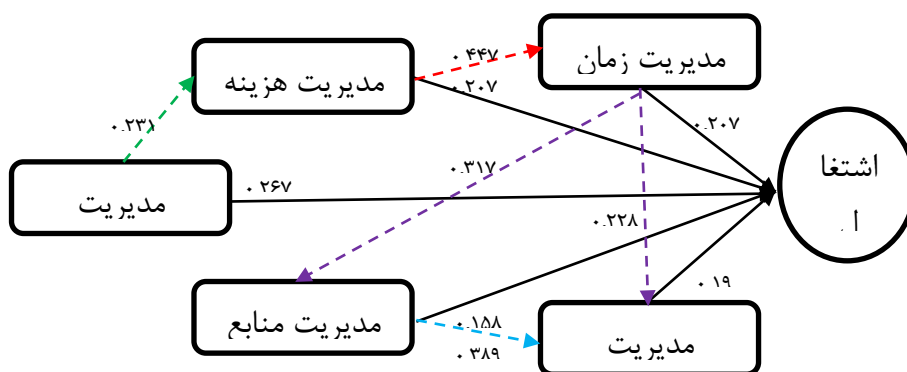 مدیریت زمان
۰.۴۴۷
مدیریت هزینه
۰.۲۰۷
۰.۲۰۷
۰.۲۳۱
۰.۳۱۷
اشتغا
ل
مدیریت
۰.۲۶۷
۰.۲۲۸
۰.۱۹
مدیریت منابع
۰.۱۵۸
مدیریت
۰.۳۸۹